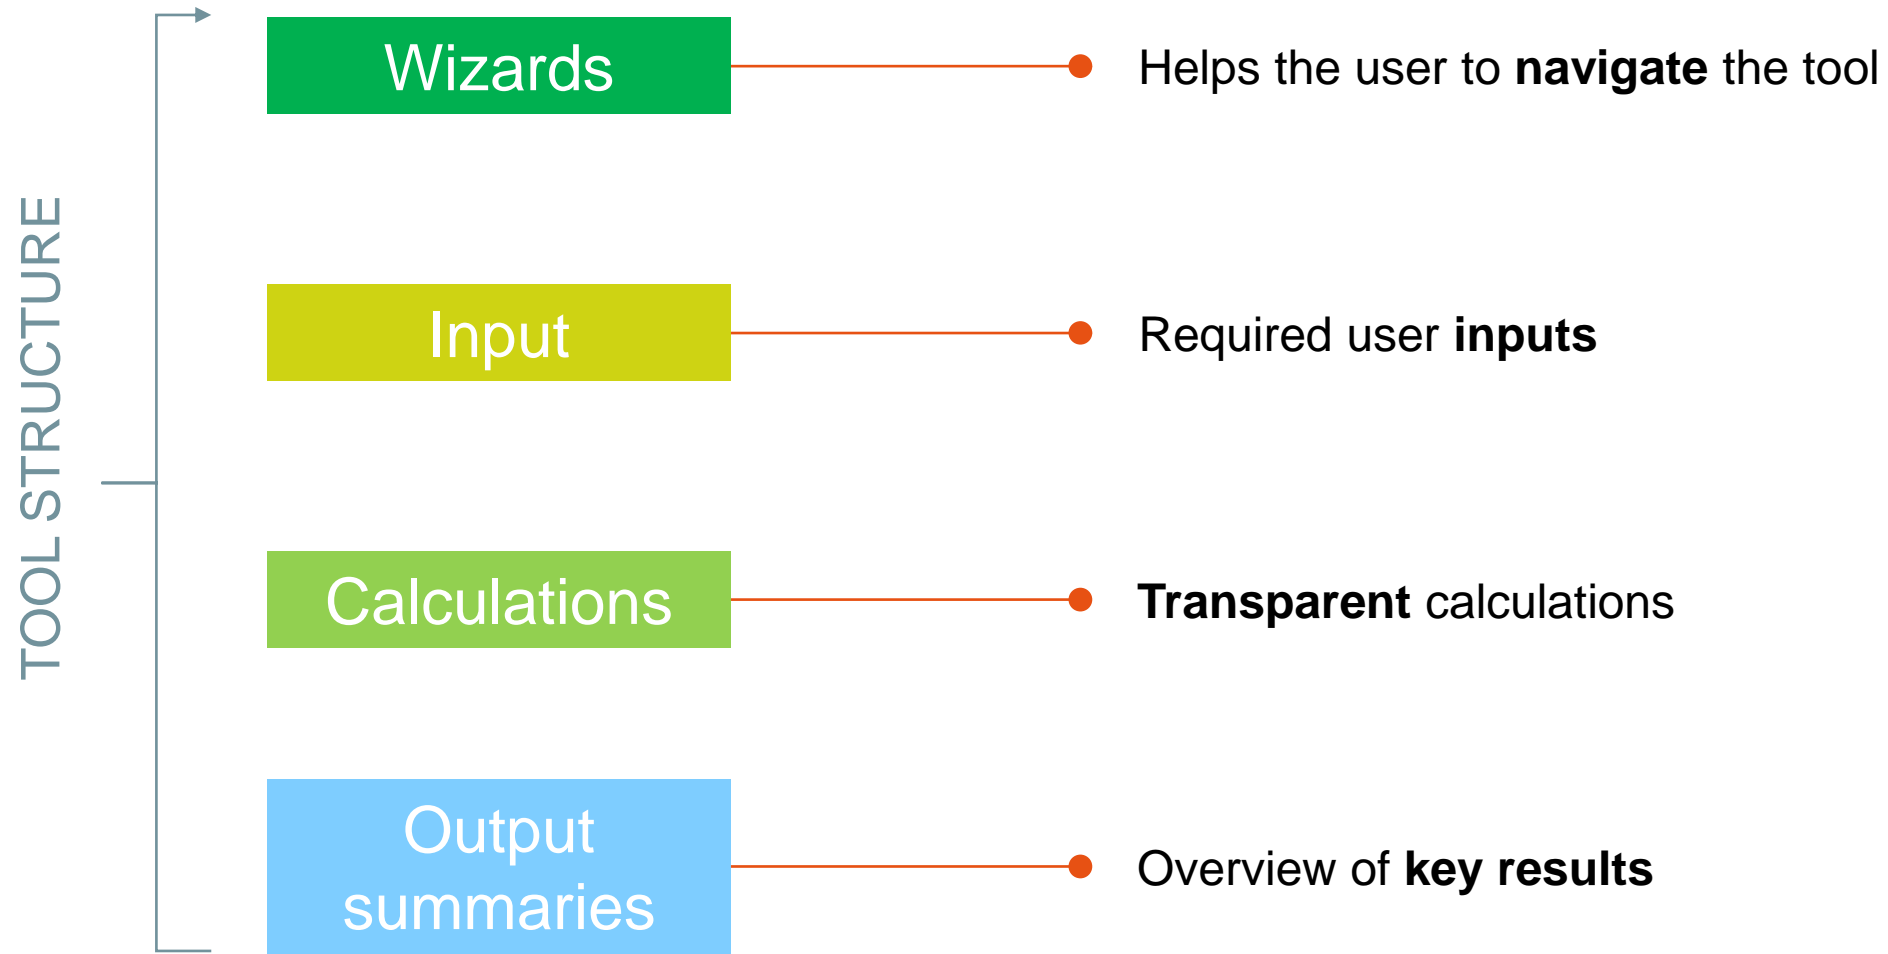 TOOL STRUCTURE
Wizards
Helps the user to navigate the tool
Input
Required user inputs
Calculations
Transparent calculations
Output
summaries
Overview of key results